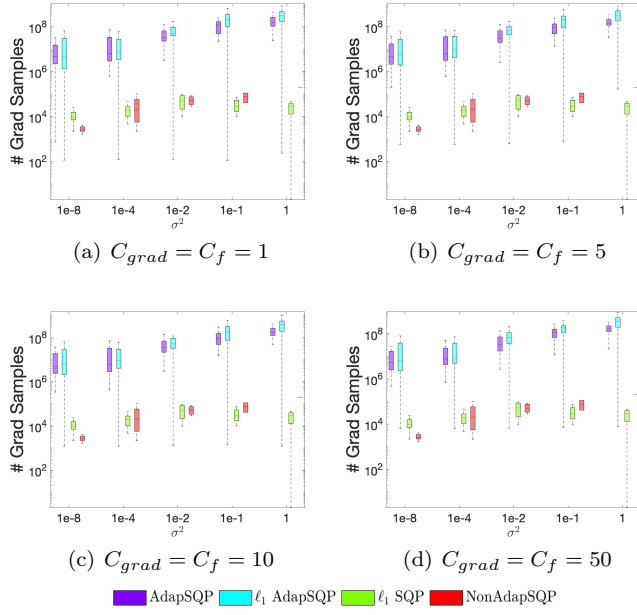 # Grad Samples
10^8
10^6
10^4
10^2
1e-8 1e-4 1e-2 1e-1 1
σ²
(a) C_grad = C_f = 1
# Grad Samples
10^8
10^6
10^4
10^2
1e-8 1e-4 1e-2 1e-1 1
σ²
(b) C_grad = C_f = 5
# Grad Samples
10^8
10^6
10^4
10^2
1e-8 1e-4 1e-2 1e-1 1
σ²
(c) C_grad = C_f = 10
# Grad Samples
10^8
10^6
10^4
10^2
1e-8 1e-4 1e-2 1e-1 1
σ²
(d) C_grad = C_f = 50
AdapSQP ℓ₁ AdapSQP ℓ₁ SQP NonAdapSQP